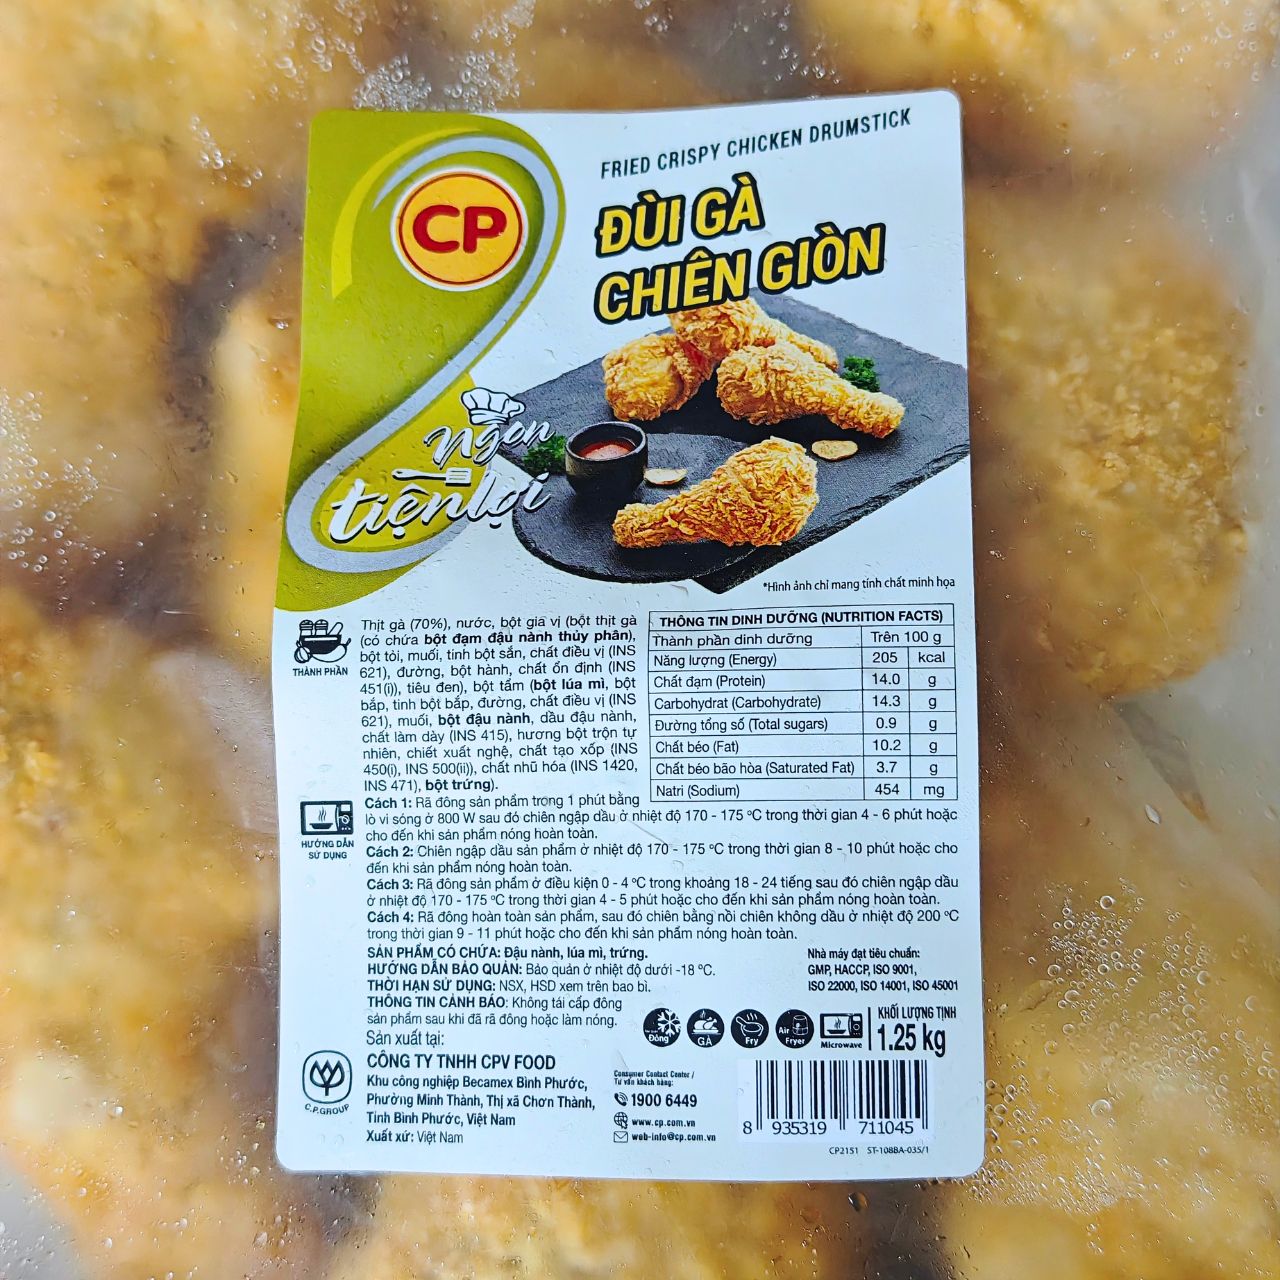 FRIED CRISPY CHICKEN DRUMSTICK
CP
ĐÙI GÀ
CHIÊN GIÒN
Ngon
tiện lợi
*Hình ảnh chỉ mang tính chất minh họa
THÀNH PHẦN
Thịt gà (70%), nước, bột gia vị (bột thịt gà
(có chứa bột đạm đậu nành thủy phân),
bột tỏi, muối, tinh bột sắn, chất điều vị (INS
621), đường, bột hành, chất ổn định (INS
451(i)), tiêu đen), bột tẩm (bột lúa mì, bột
bắp, tinh bột bắp, đường, chất điều vị (INS
621), muối, bột đậu nành, dầu đậu nành,
chất làm dày (INS 415), hương bột trộn tự
nhiên, chiết xuất nghệ, chất tạo xốp (INS
450(i), INS 500(ii)), chất nhũ hóa (INS 1420,
INS 471), bột trứng).
THÔNG TIN DINH DƯỠNG (NUTRITION FACTS)
Thành phần dinh dưỡng Trên 100 g
Năng lượng (Energy) 205 kcal
Chất đạm (Protein) 14.0 g
Carbohydrat (Carbohydrate) 14.3 g
Đường tổng số (Total sugars) 0.9 g
Chất béo (Fat) 10.2 g
Chất béo bão hòa (Saturated Fat) 3.7 g
Natri (Sodium) 454 mg
HƯỚNG DẪN
SỬ DỤNG
Cách 1: Rã đông sản phẩm trong 1 phút bằng
lò vi sóng ở 800 W sau đó chiên ngập dầu ở nhiệt độ 170 - 175 ºC trong thời gian 4 - 6 phút hoặc
cho đến khi sản phẩm nóng hoàn toàn.
Cách 2: Chiên ngập dầu sản phẩm ở nhiệt độ 170 - 175 ºC trong thời gian 8 - 10 phút hoặc cho
đến khi sản phẩm nóng hoàn toàn.
Cách 3: Rã đông sản phẩm ở điều kiện 0 - 4 ºC trong khoảng 18 - 24 tiếng sau đó chiên ngập dầu
ở nhiệt độ 170 - 175 ºC trong thời gian 4 - 5 phút hoặc cho đến khi sản phẩm nóng hoàn toàn.
Cách 4: Rã đông hoàn toàn sản phẩm, sau đó chiên bằng nồi chiên không dầu ở nhiệt độ 200 ºC
trong thời gian 9 - 11 phút hoặc cho đến khi sản phẩm nóng hoàn toàn.
SẢN PHẨM CÓ CHỨA: Đậu nành, lúa mì, trứng.
HƯỚNG DẪN BẢO QUẢN: Bảo quản ở nhiệt độ dưới -18 ºC.
THỜI HẠN SỬ DỤNG: NSX, HSD xem trên bao bì.
THÔNG TIN CẢNH BÁO: Không tái cấp đông
sản phẩm sau khi đã rã đông hoặc làm nóng.
Nhà máy đạt tiêu chuẩn:
GMP, HACCP, ISO 9001,
ISO 22000, ISO 14001, ISO 45001
Đông
GÀ
Fry
Air
Fryer
Microwave
KHỐI LƯỢNG TỊNH
1.25 kg
Sản xuất tại:
CÔNG TY TNHH CPV FOOD
Khu công nghiệp Becamex Bình Phước,
Phường Minh Thành, Thị xã Chơn Thành,
Tỉnh Bình Phước, Việt Nam
Xuất xứ: Việt Nam
C.P.GROUP
Consumer Contact Center /
Tư vấn khách hàng:
1900 6449
www.cp.com.vn
web-info@cp.com.vn
8 935319 711045
CP2151 ST-108BA-035/1